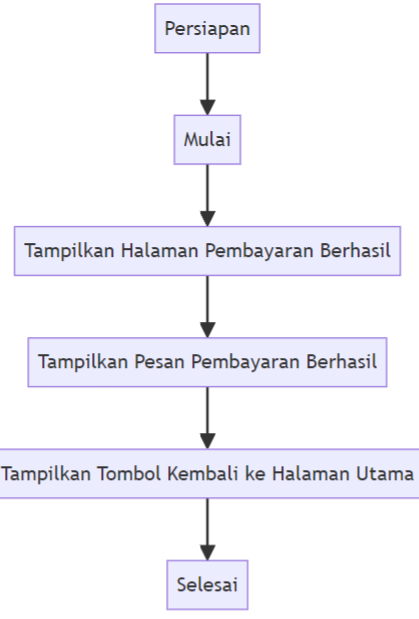 Persiapan
Mulai
Tampilkan Halaman Pembayaran Berhasil
Tampilkan Pesan Pembayaran Berhasil
Tampilkan Tombol Kembali ke Halaman Utama
Selesai